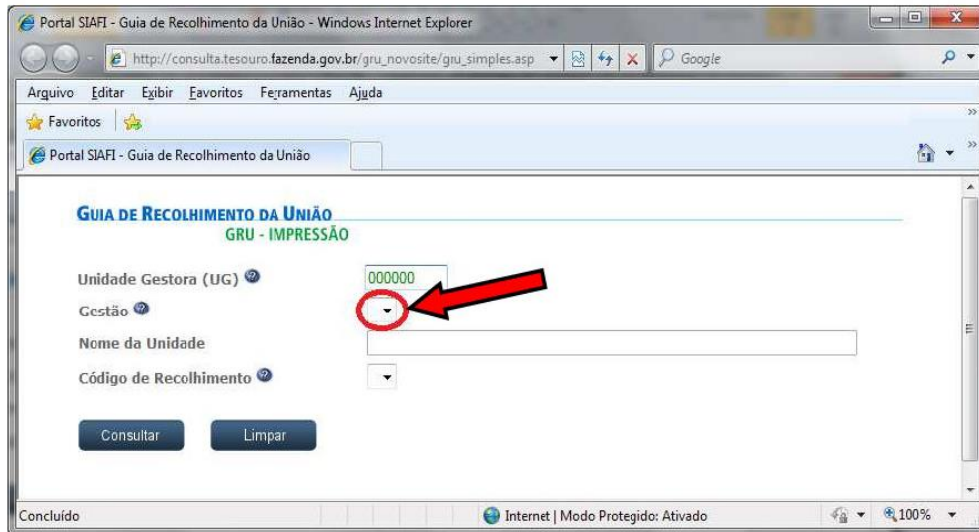 Portal SIAFI - Guia de Recolhimento da União - Windows Internet Explorer
http://consulta.tesouro.fazenda.gov.br/gru_novosite/gru_simples.asp
Google
Arquivo Editar Exibir Favoritos Ferramentas Ajuda
Favoritos
Portal SIAFI - Guia de Recolhimento da União
GUIA DE RECOLHIMENTO DA UNIÃO
GRU - IMPRESSÃO
Unidade Gestora (UG) 000000
Gestão
Nome da Unidade
Código de Recolhimento
Consultar Limpar
Concluído Internet | Modo Protegido: Ativado 100%